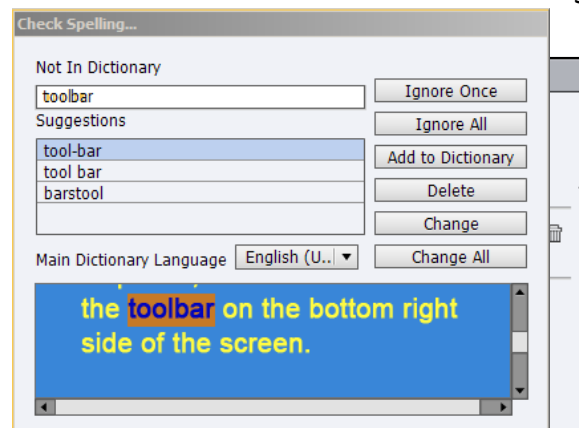 Check Spelling...
Not In Dictionary
toolbar
Ignore Once
Suggestions
Ignore All
tool-bar
Add to Dictionary
tool bar
barstool
Delete
Change
Main Dictionary Language English (U..
Change All
the toolbar on the bottom right
side of the screen.